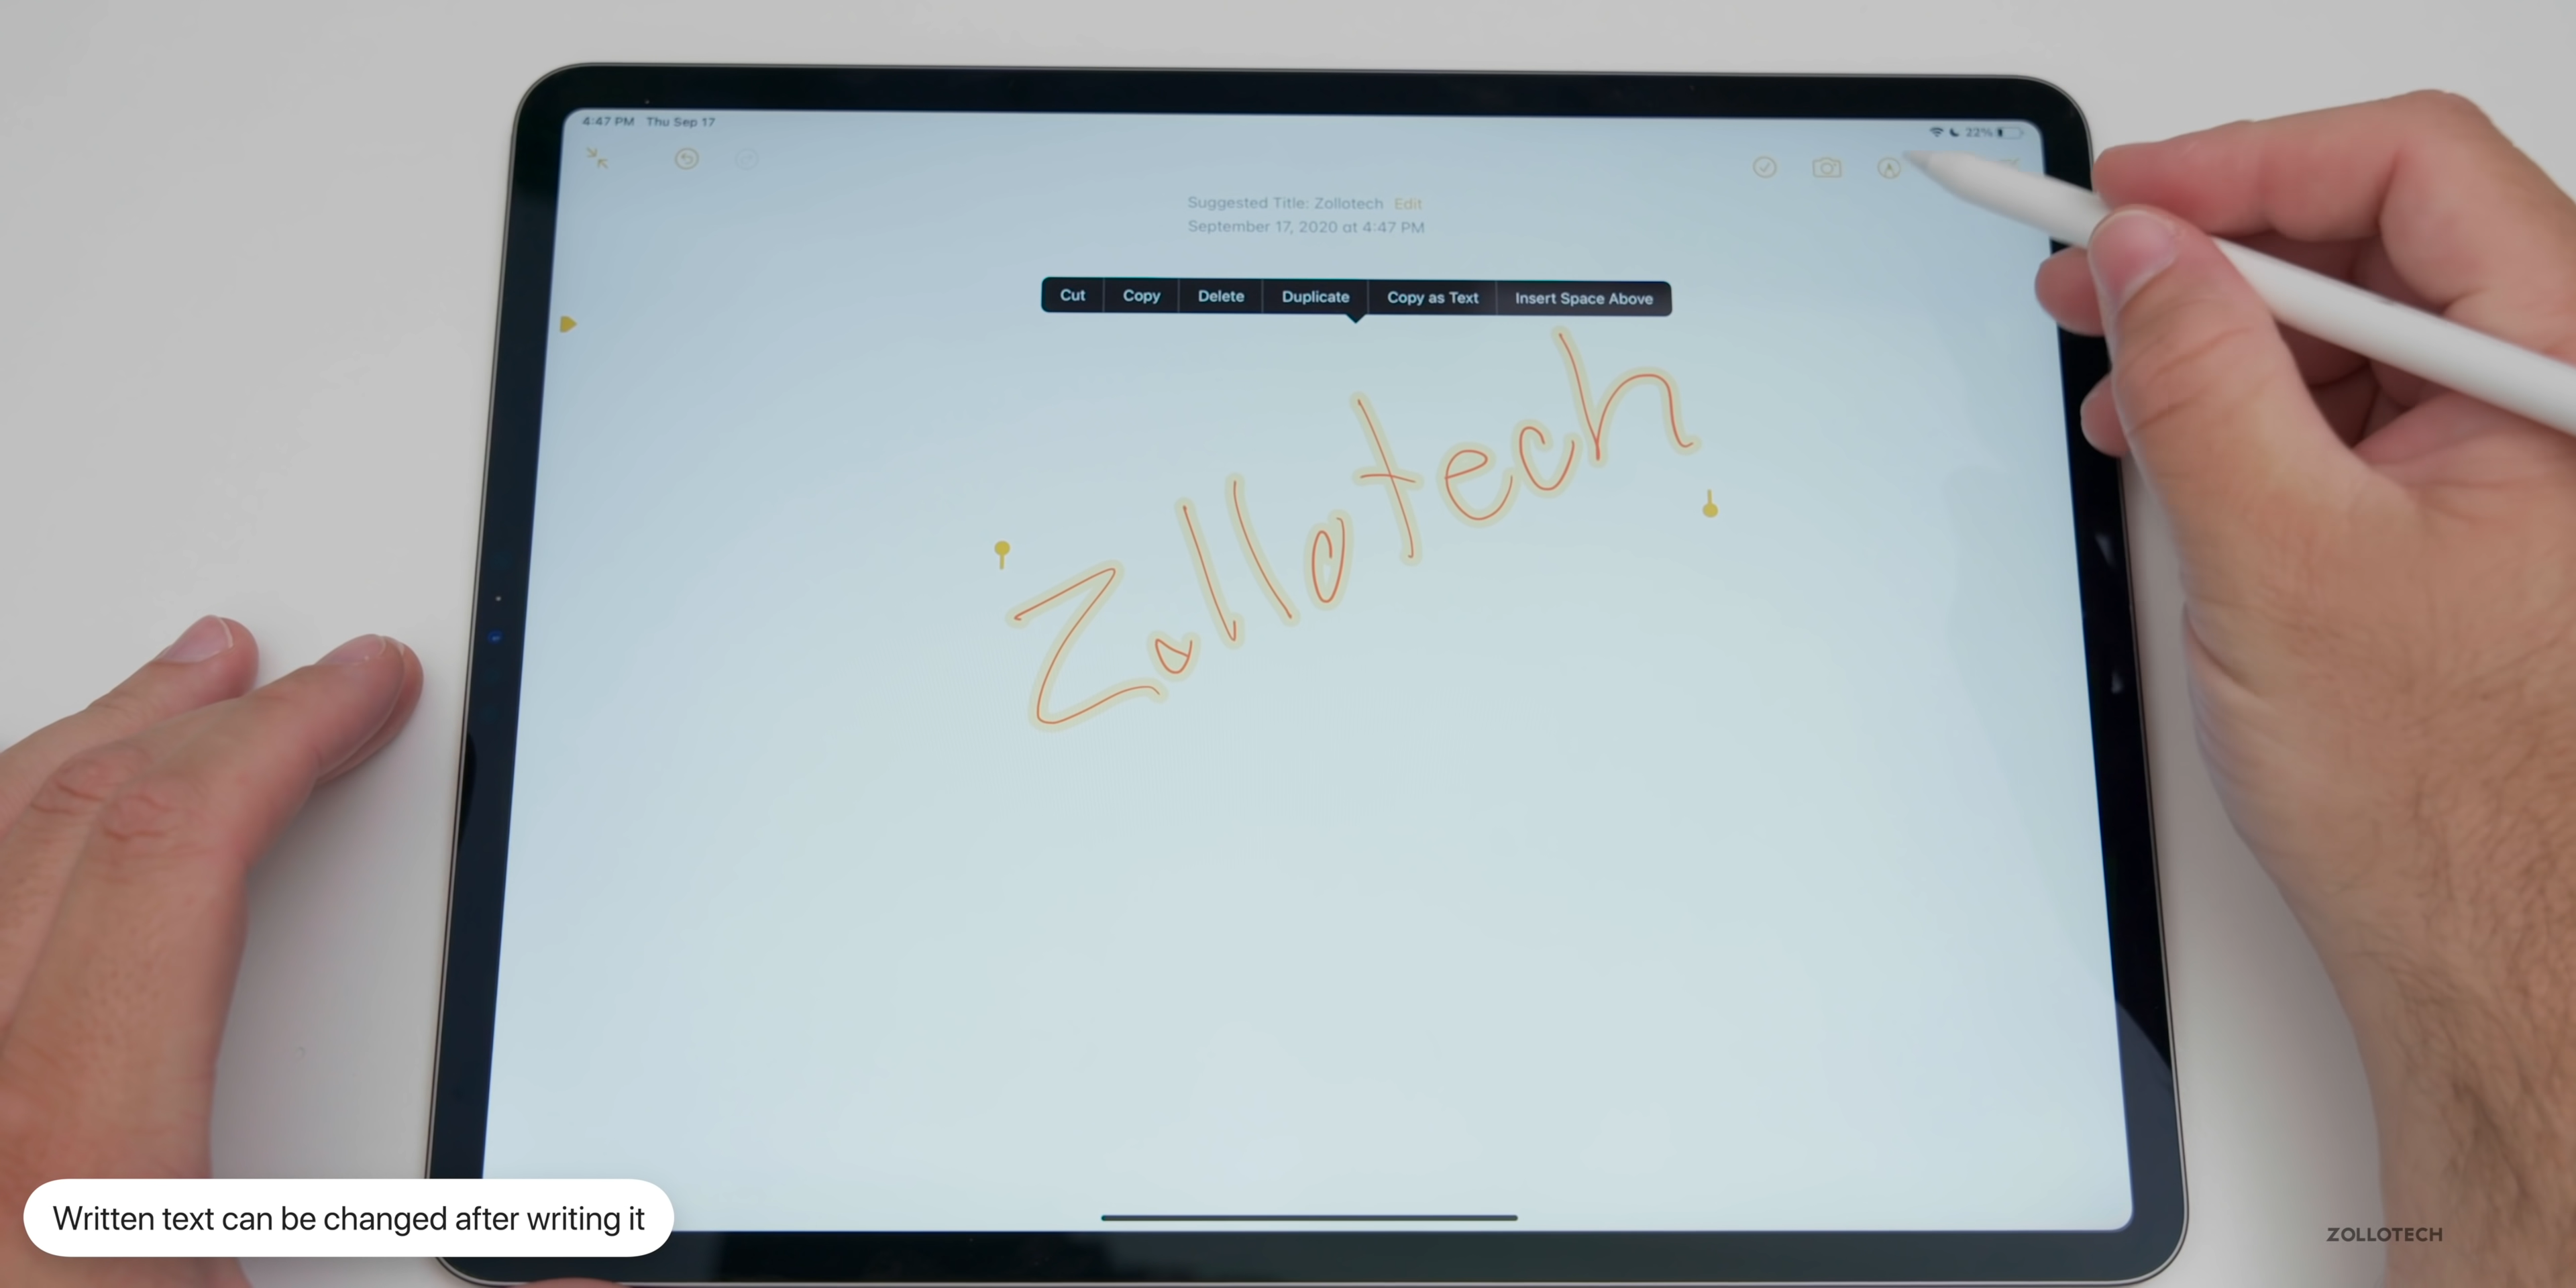 4:47 PM Thu Sep 17
22%
Suggested Title: Zollotech Edit
September 17, 2020 at 4:47 PM
Cut Copy Delete Duplicate Copy as Text Insert Space Above
Zollotech
Written text can be changed after writing it
ZOLLOTECH